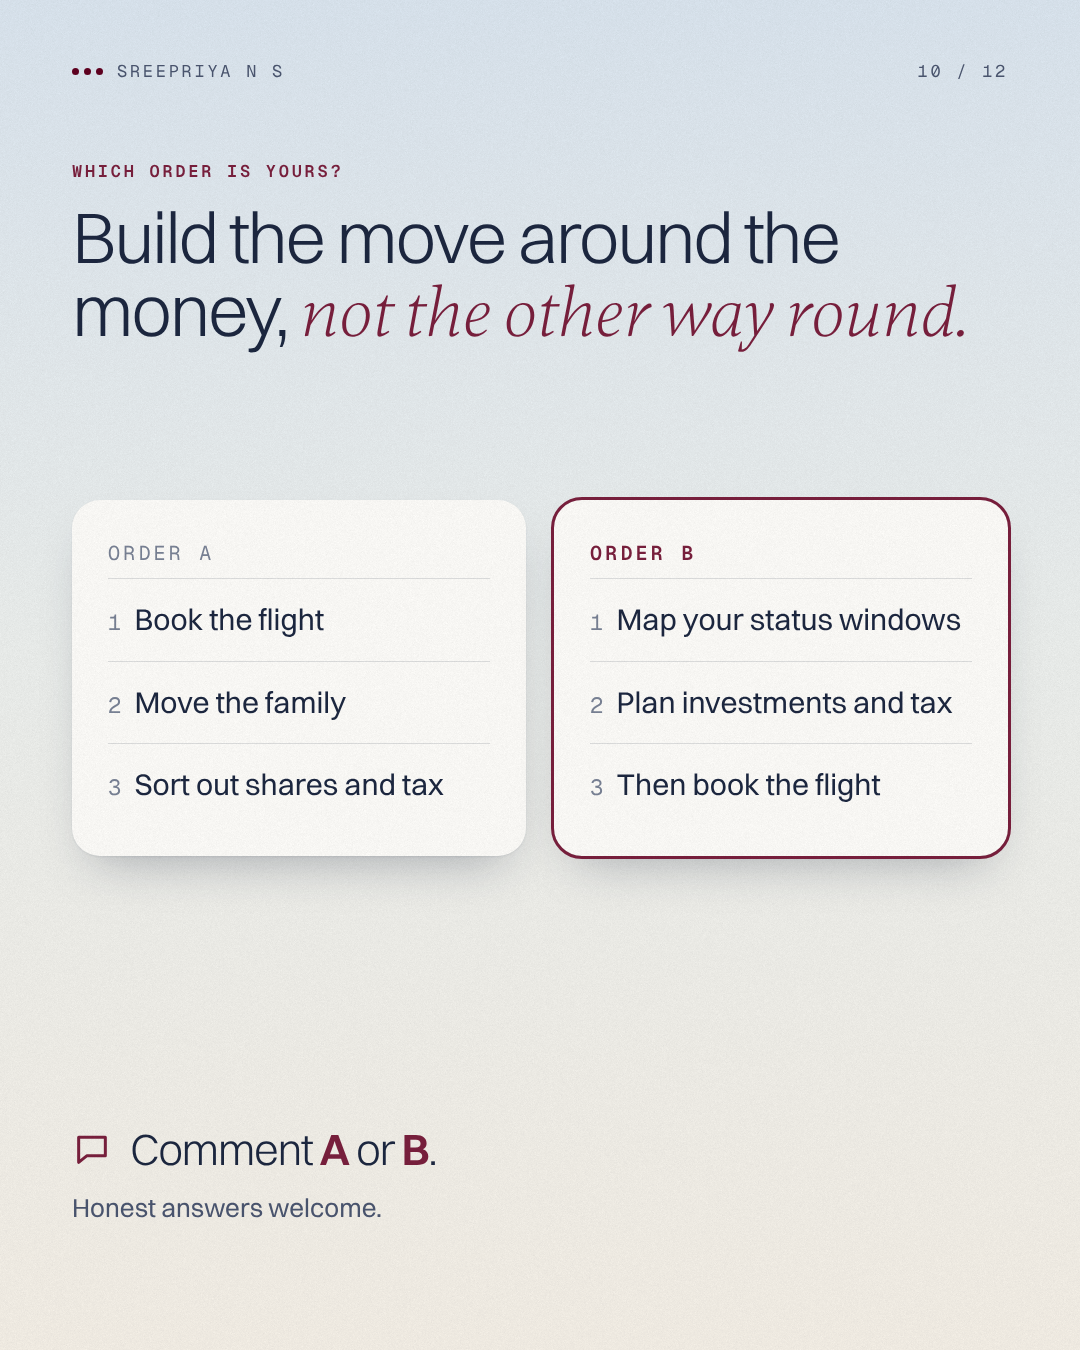 SREEPRIYA N S
10 / 12
WHICH ORDER IS YOURS?
Build the move around the
money, not the other way round.
ORDER A
1 Book the flight
2 Move the family
3 Sort out shares and tax
ORDER B
1 Map your status windows
2 Plan investments and tax
3 Then book the flight
Comment A or B.
Honest answers welcome.